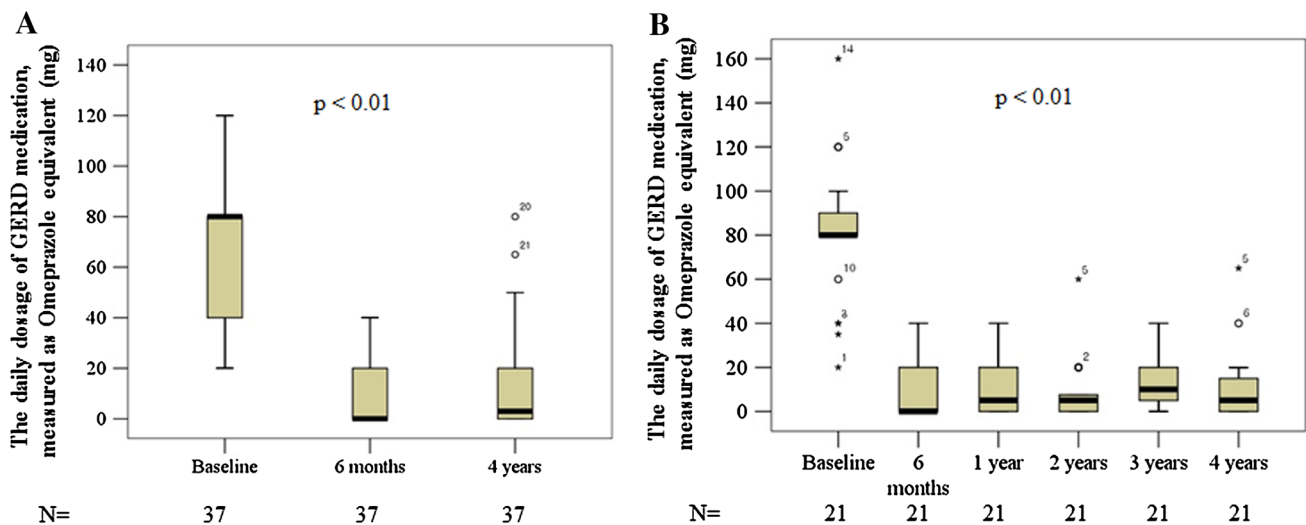 A
The daily dosage of GERD medication,
measured as Omeprazole equivalent (mg)
140
120
100
80
60
40
20
0
p < 0.01
20
21
Baseline
6 months
4 years
N=
37
37
37
B
The daily dosage of GERD medication,
measured as Omeprazole equivalent (mg)
160
140
120
100
80
60
40
20
0
p < 0.01
14
5
10
1
5
2
5
6
Baseline
6
months
1 year
2 years
3 years
4 years
N=
21
21
21
21
21
21